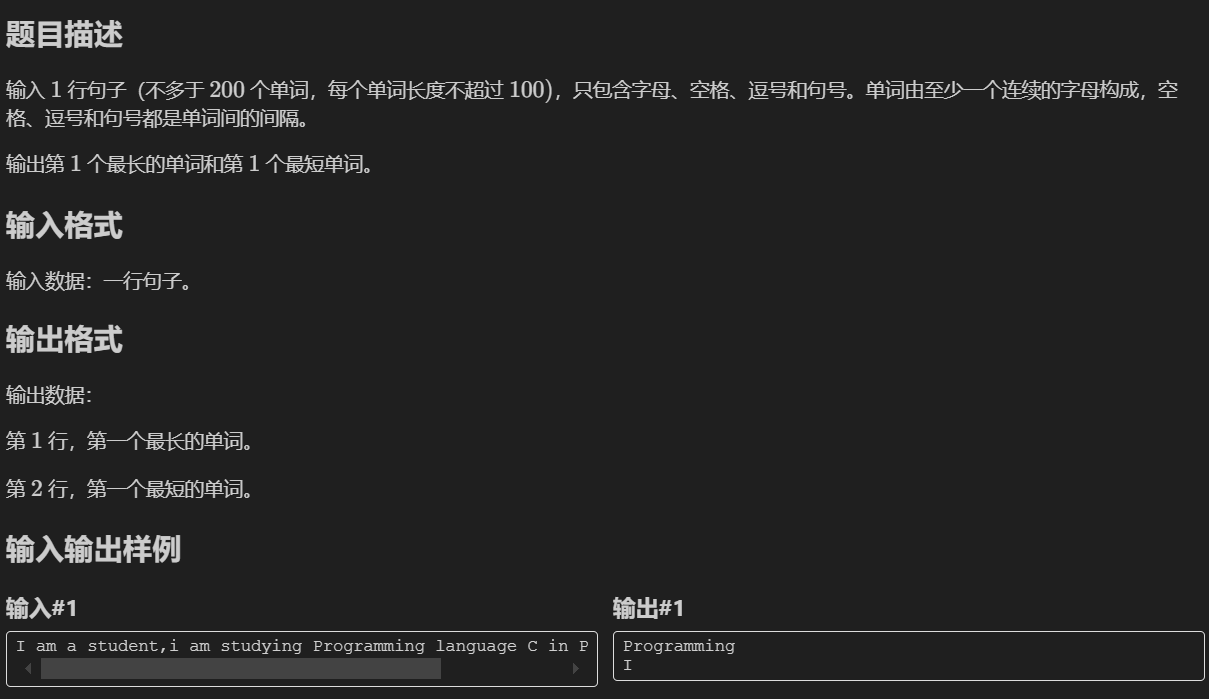 题目描述
输入 1 行句子（不多于 200 个单词，每个单词长度不超过 100），只包含字母、空格、逗号和句号。单词由至少一个连续的字母构成，空
格、逗号和句号都是单词间的间隔。
输出第 1 个最长的单词和第 1 个最短单词。
输入格式
输入数据：一行句子。
输出格式
输出数据：
第 1 行，第一个最长的单词。
第 2 行，第一个最短的单词。
输入输出样例
输入#1
I am a student,i am studying Programming language C in P
输出#1
Programming
I